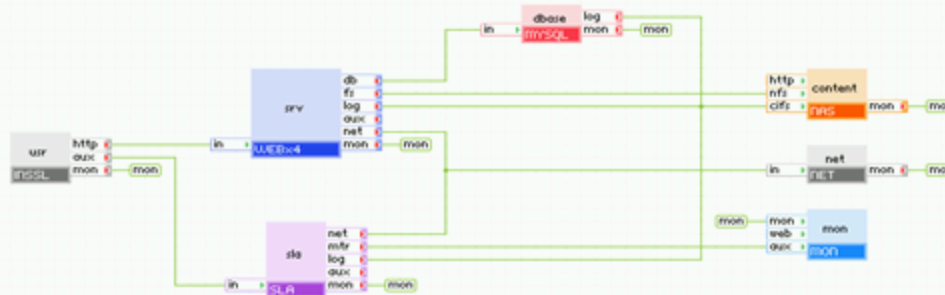 dbase
log
in
MYSQL
mon
mon
db
fs
log
aux
net
mon
mon
srv
WEBx4
in
http
nfs
cifs
content
NAS
mon
usr
INSSL
http
aux
mon
mon
in
net
NET
mon
net
mtr
log
aux
mon
mon
sla
SLA
in
mon
mon
web
aux
mon
MON